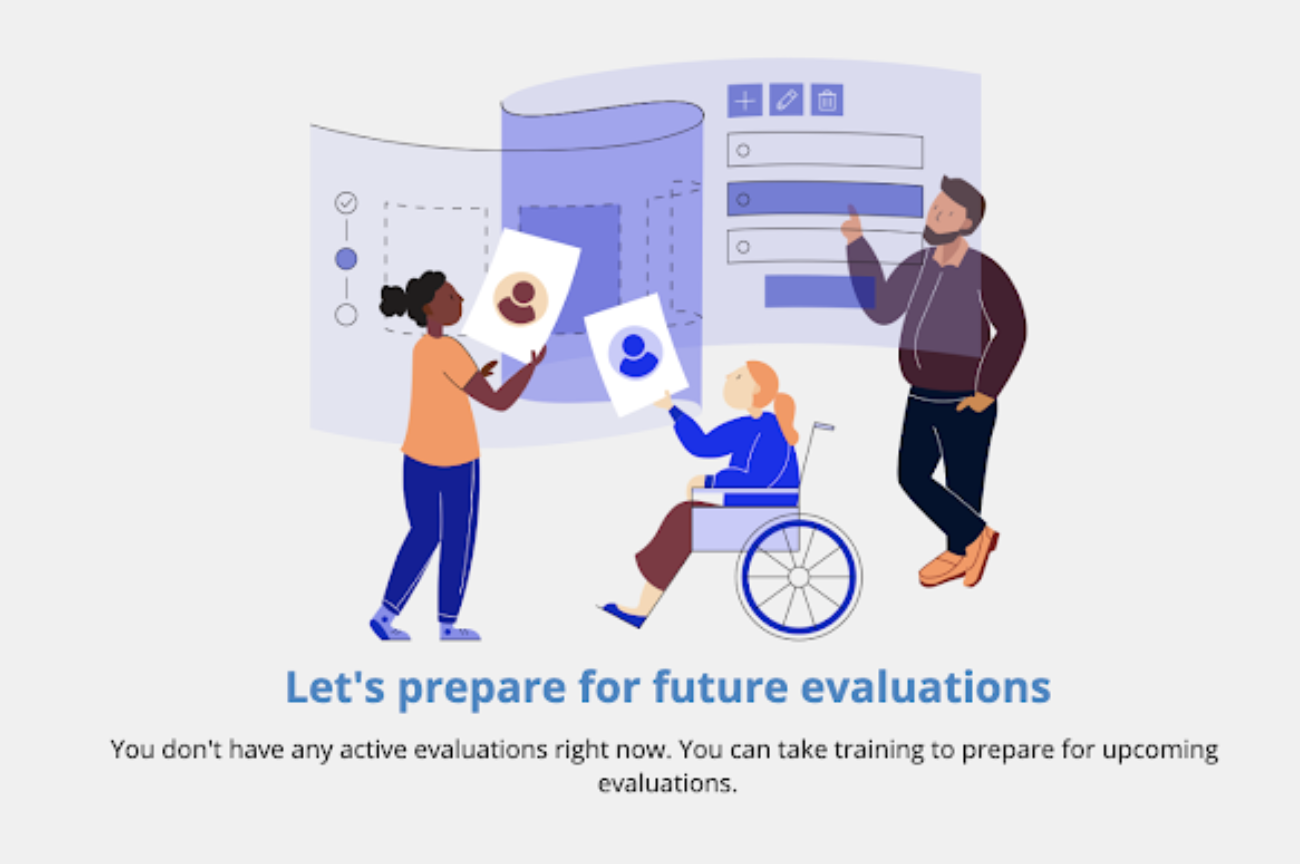 Let's prepare for future evaluations
You don't have any active evaluations right now. You can take training to prepare for upcoming
evaluations.